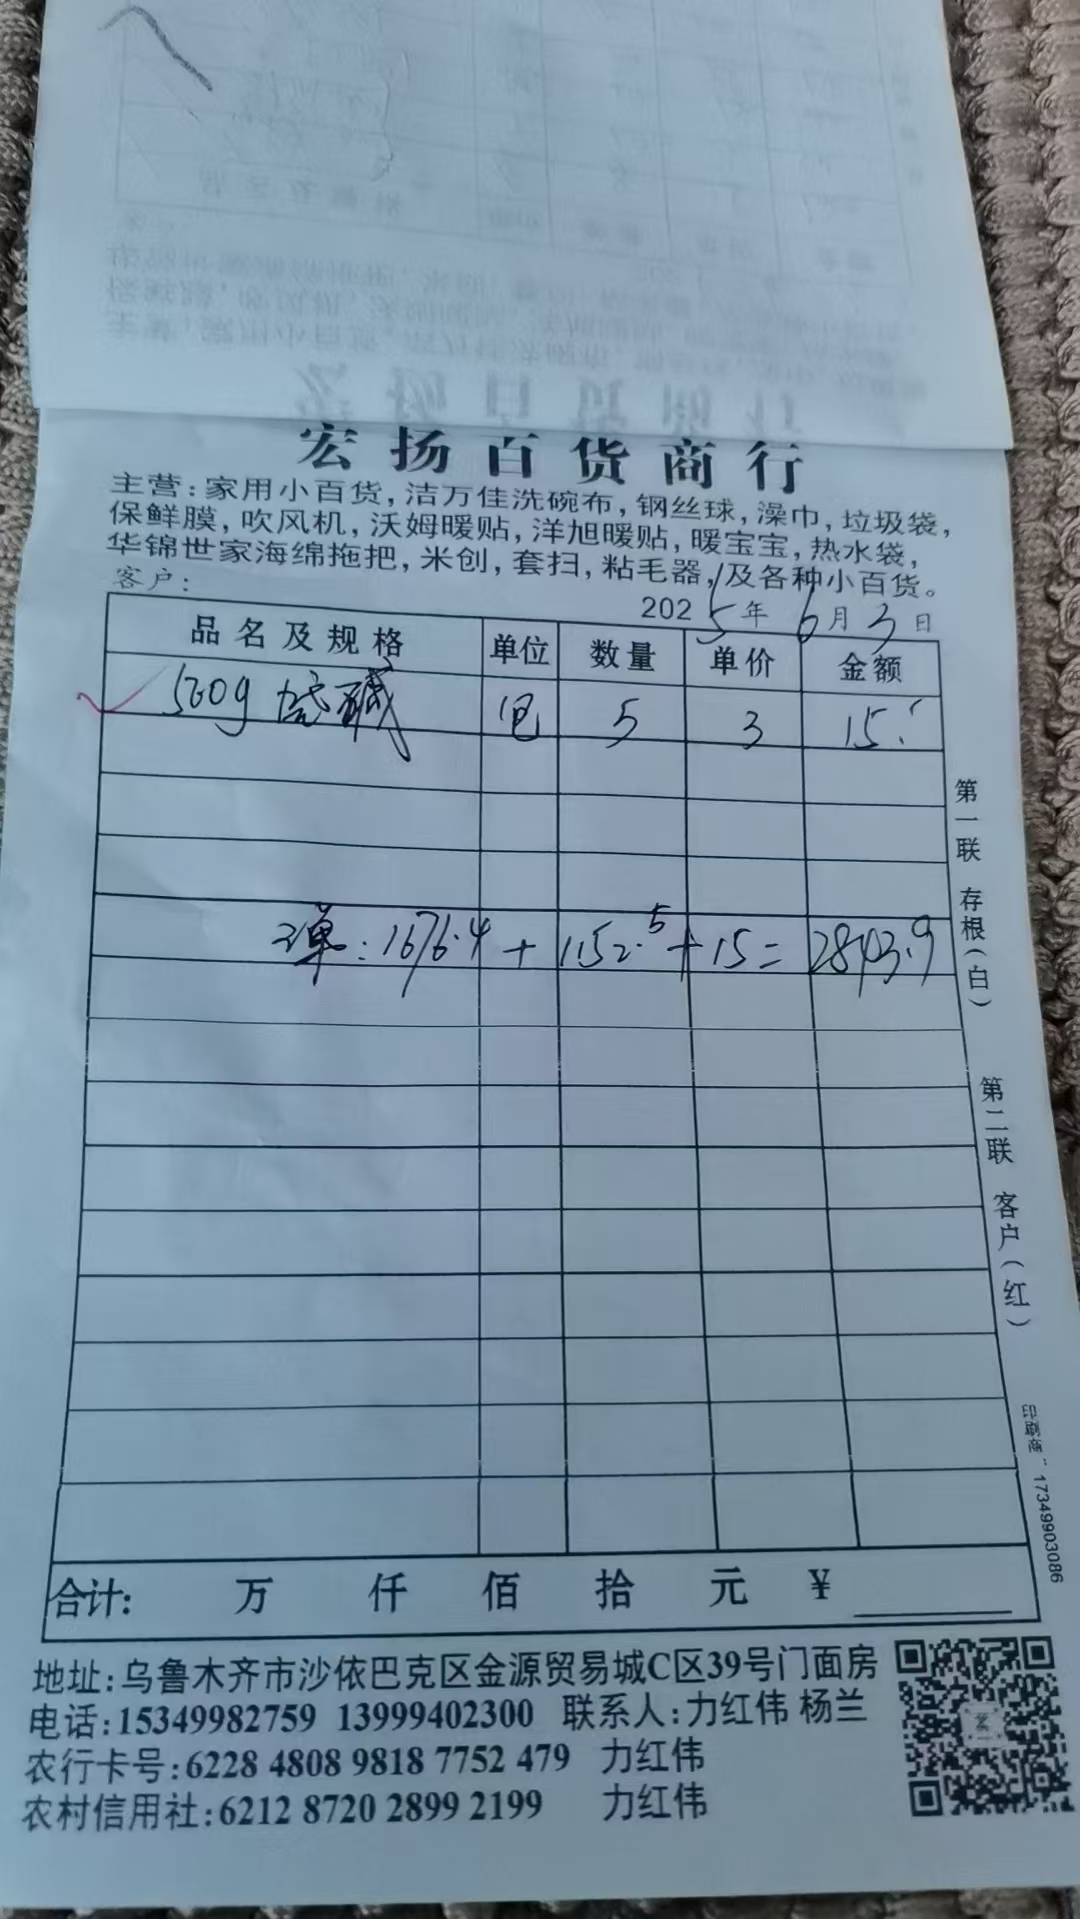 宏扬百货商行
主营:家用小百货,洁万佳洗碗布,钢丝球,澡巾,垃圾袋,
保鲜膜,吹风机,沃姆暖贴,洋旭暖贴,暖宝宝,热水袋,
华锦世家海绵拖把,米创,套扫,粘毛器,及各种小百货。
客户:
2025年6月3日
品名及规格 单位 数量 单价 金额
500g 碱 包 5 3 15.
单:1676.4+1152.5+15=2843.9
第一联 存根(白)
第二联 客户(红)
印刷商:17349903086
合计: 万 仟 佰 拾 元 ¥
地址:乌鲁木齐市沙依巴克区金源贸易城C区39号门面房
电话:15349982759 13999402300 联系人:力红伟 杨兰
农行卡号:6228 4808 9818 7752 479 力红伟
农村信用社:6212 8720 2899 2199 力红伟